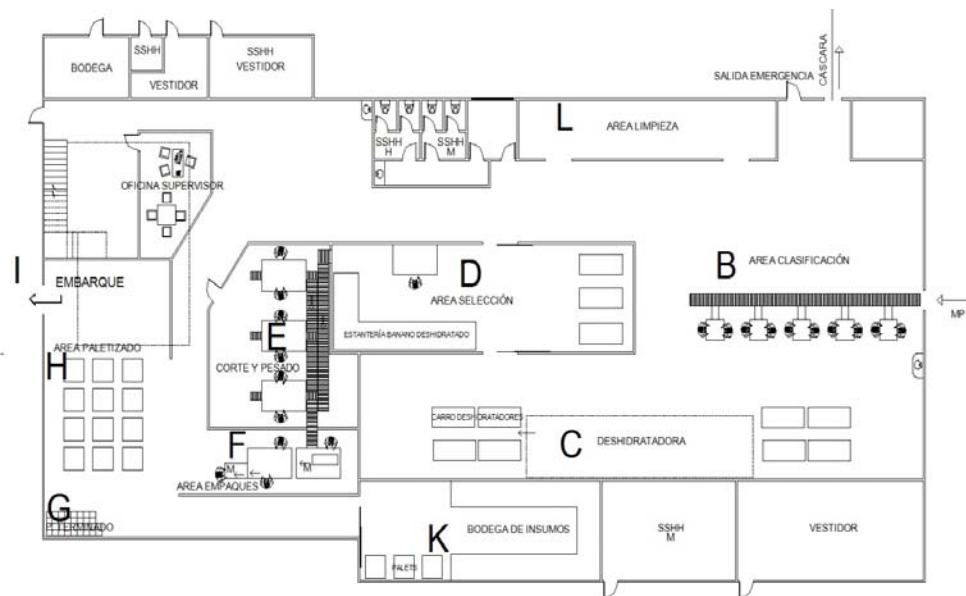 SSHH
BODEGA
VESTIDOR
SSHH
VESTIDOR
SALIDA EMERGENCIA
CÁSCARA
L
AREA LIMPIEZA
SSHH
H
SSHH
M
OFICINA SUPERVISOR
I
EMBARQUE
D
AREA SELECCIÓN
B
AREA CLASIFICACIÓN
MP
E
ESTANTERÍA BANANO DESHIDRATADO
AREA PALETIZADO
H
CORTE Y PESADO
CARRO DESHIDRATADORES
C
DESHIDRATADORA
F
M
M
AREA EMPAQUES
G
P. TERMINADO
K
BODEGA DE INSUMOS
PALETS
SSHH
M
VESTIDOR